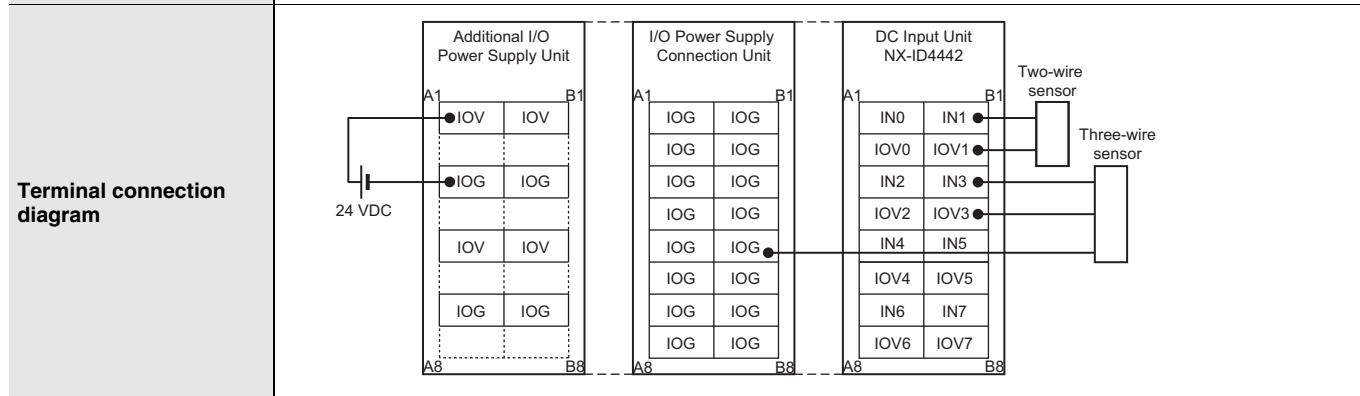 Terminal connection
diagram
Additional I/O
Power Supply Unit
I/O Power Supply
Connection Unit
DC Input Unit
NX-ID4442
Two-wire
sensor
Three-wire
sensor
24 VDC
A1 B1
IOV IOV
IOG IOG
IOV IOV
IOG IOG
A8 B8
A1 B1
IOG IOG
IOG IOG
IOG IOG
IOG IOG
IOG IOG
IOG IOG
IOG IOG
IOG IOG
A8 B8
A1 B1
IN0 IN1
IOV0 IOV1
IN2 IN3
IOV2 IOV3
IN4 IN5
IOV4 IOV5
IN6 IN7
IOV6 IOV7
A8 B8